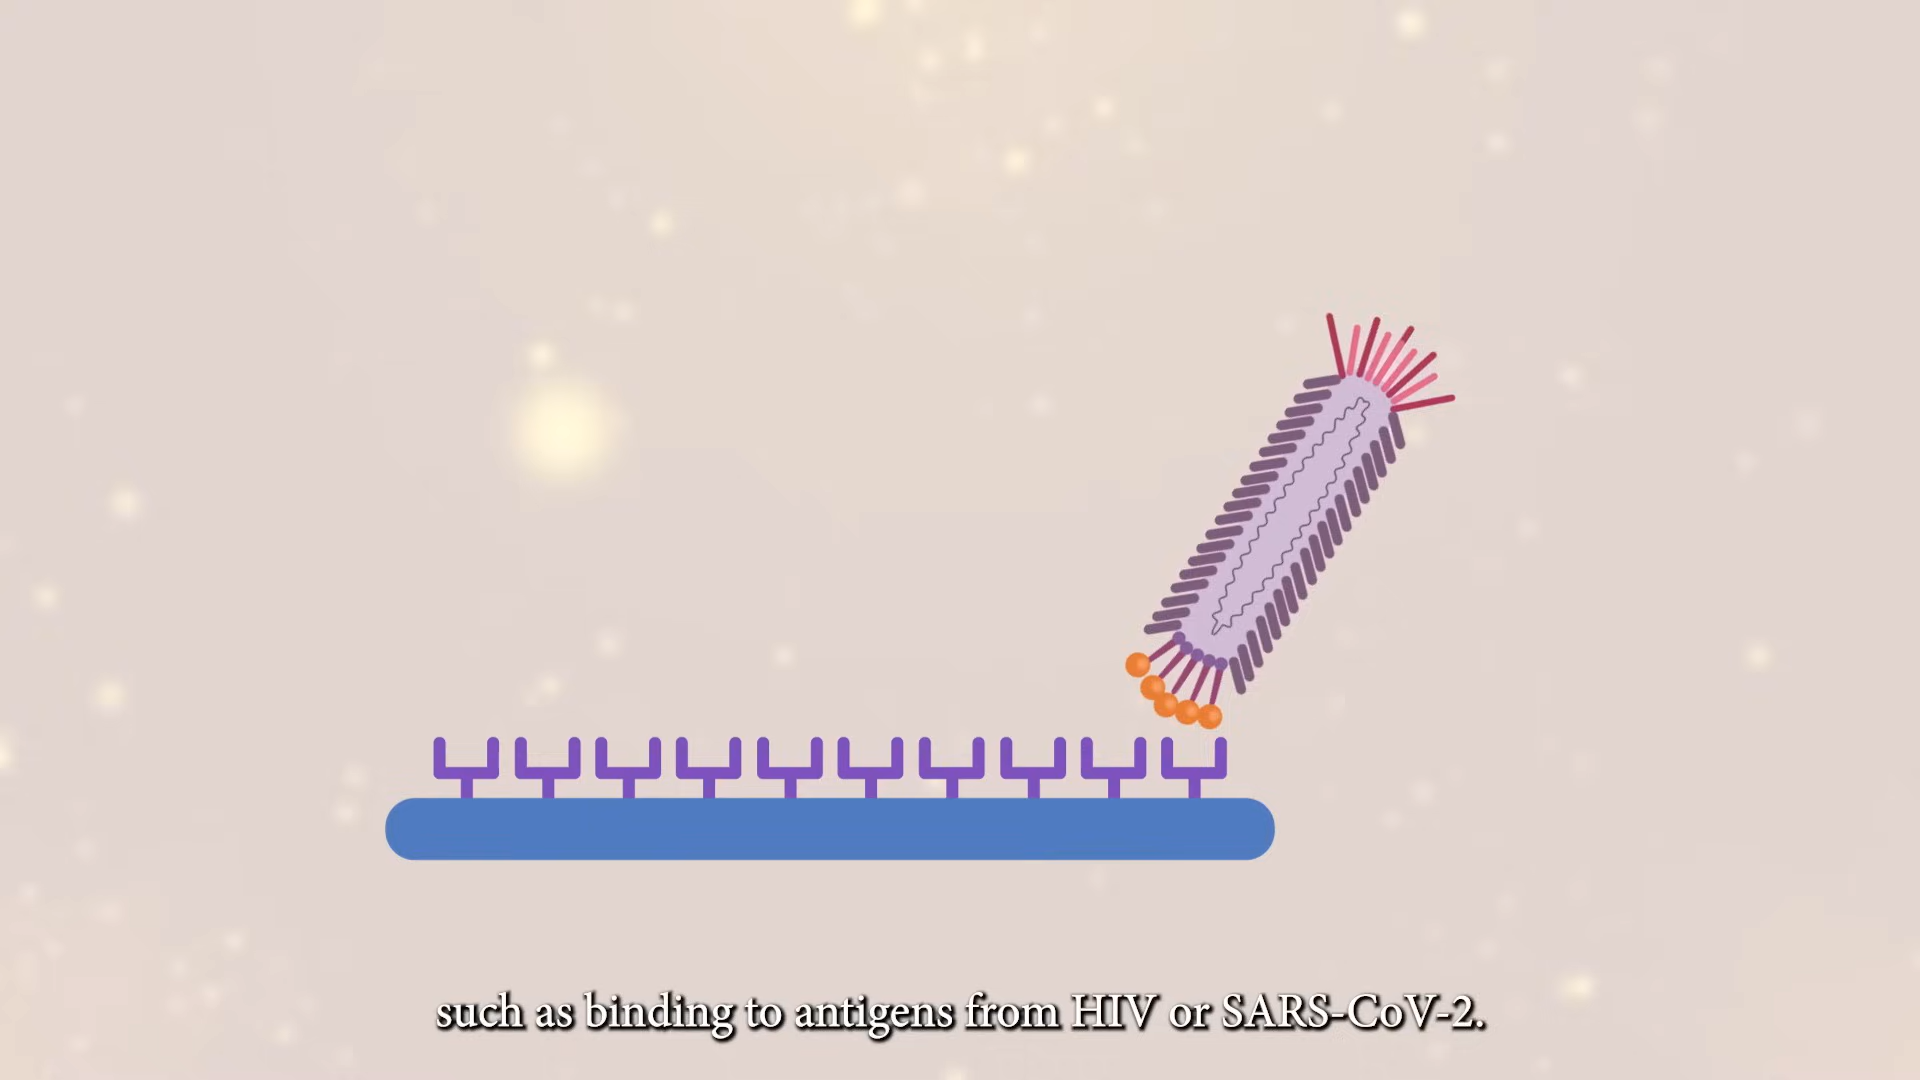 such as binding to antigens from HIV or SARS-CoV-2.